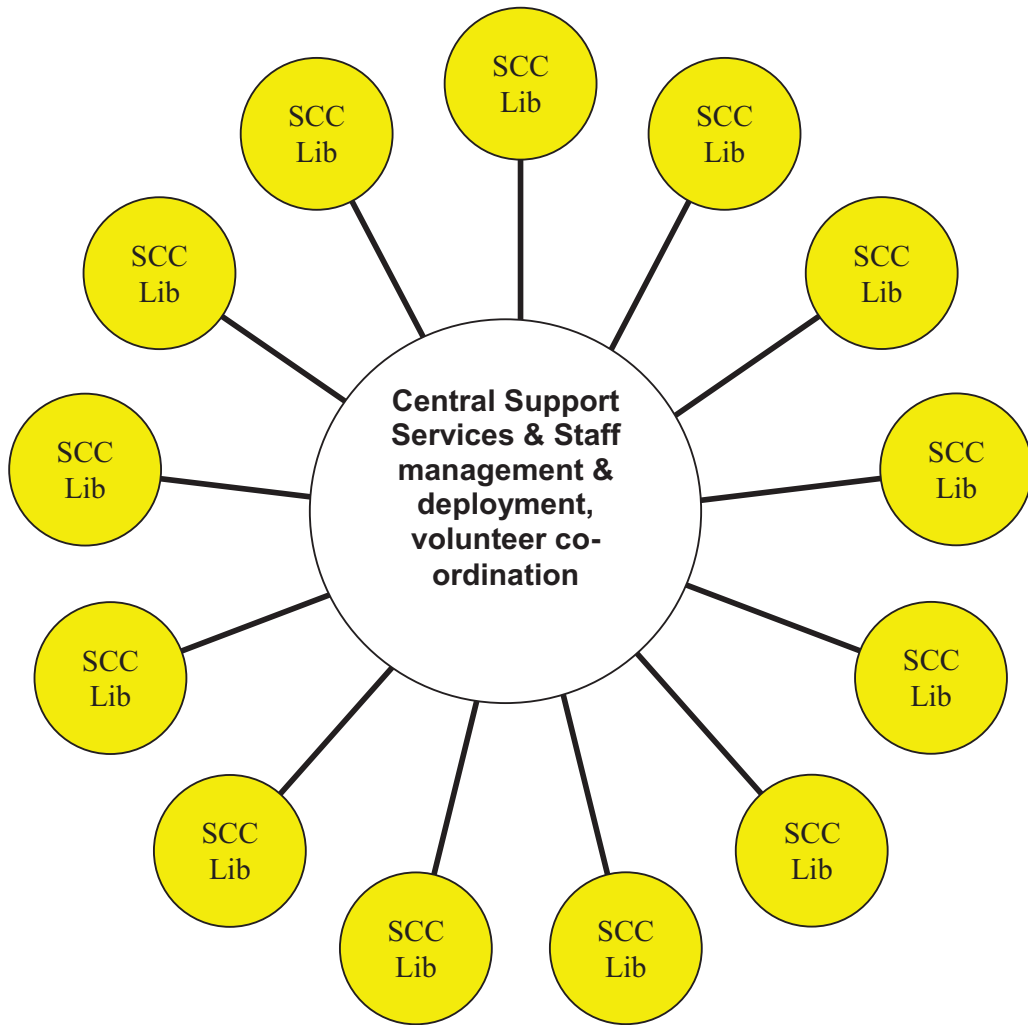 SCC
Lib
SCC
Lib
SCC
Lib
SCC
Lib
SCC
Lib
SCC
Lib
SCC
Lib
Central Support
Services & Staff
management &
deployment,
volunteer co-
ordination
SCC
Lib
SCC
Lib
SCC
Lib
SCC
Lib
SCC
Lib
SCC
Lib